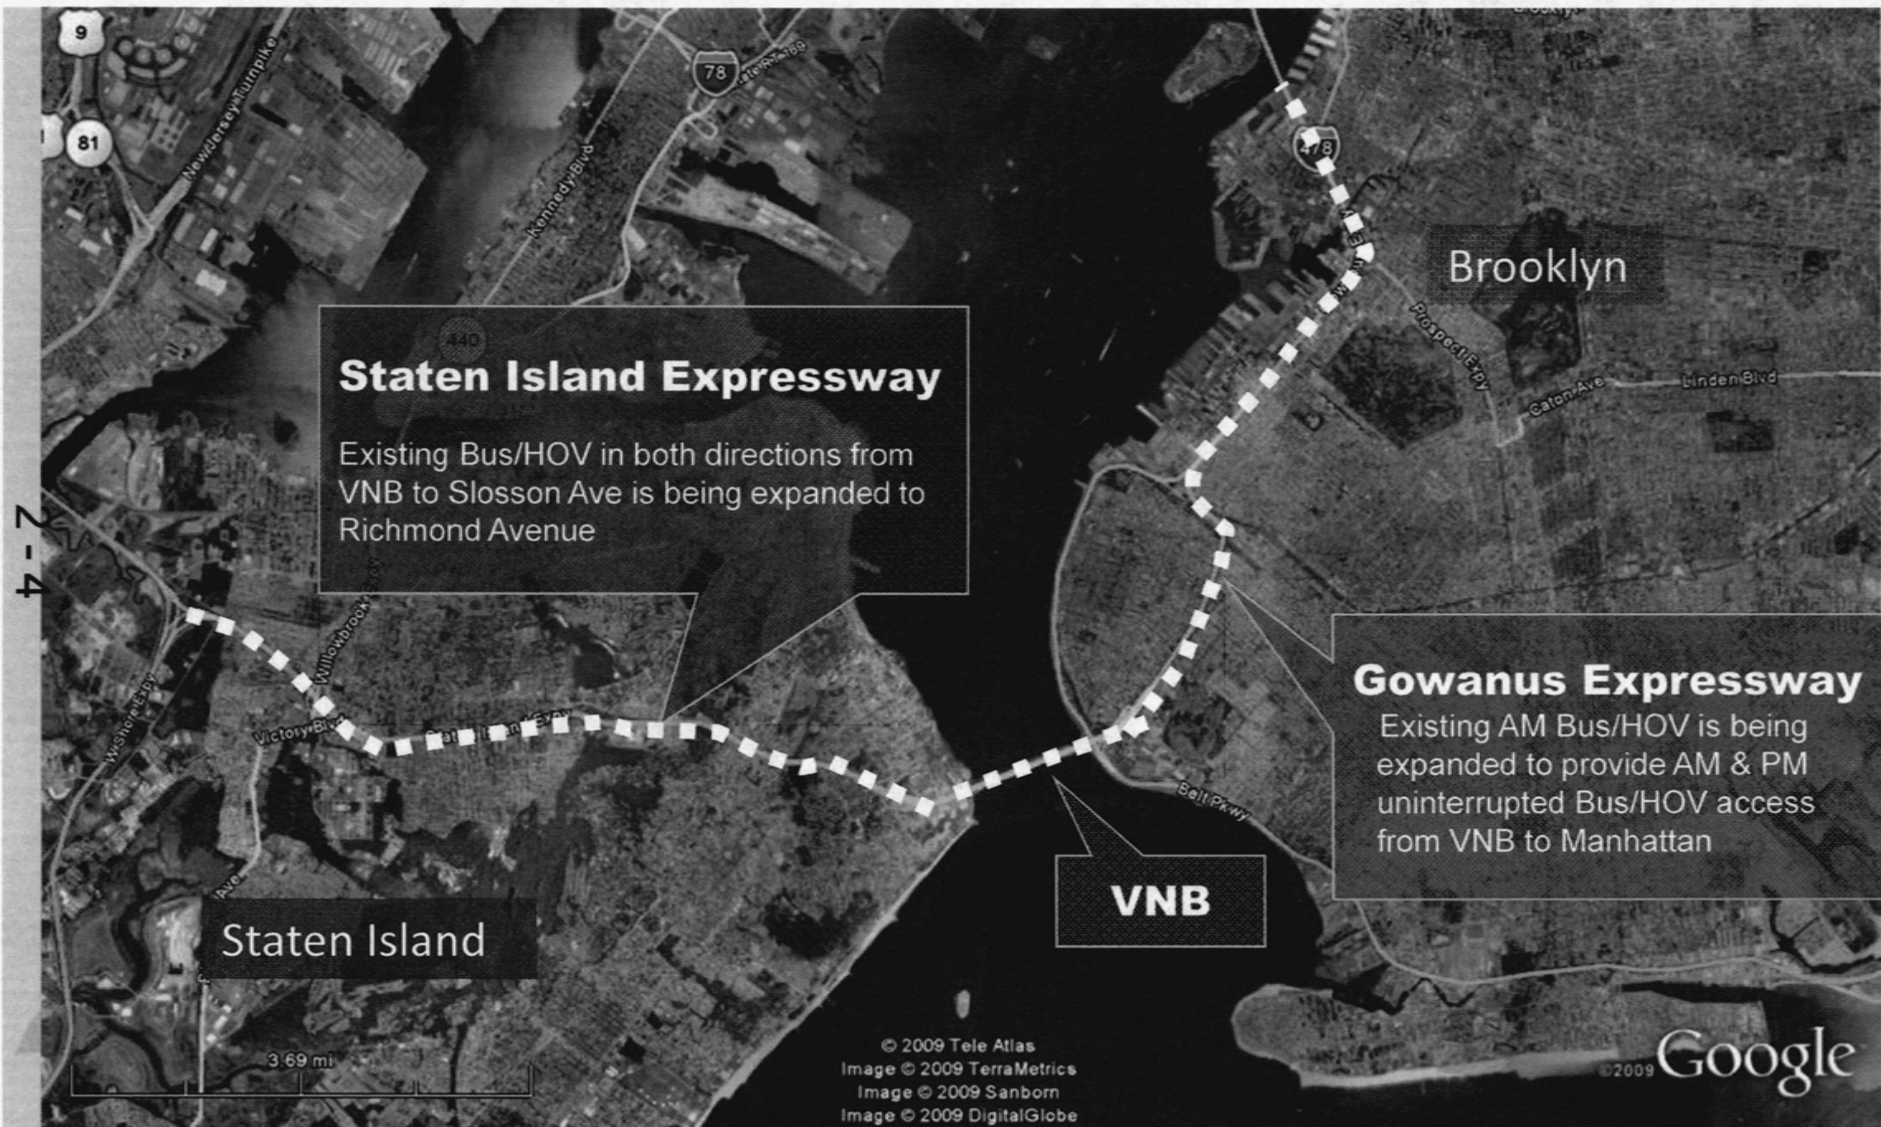 9
81
New Jersey Turnpike
78
Kennedy Blvd
478
Brooklyn
Prospect Expy
Caton Ave
Linden Blvd
440
Staten Island Expressway
Existing Bus/HOV in both directions from
VNB to Slosson Ave is being expanded to
Richmond Avenue
2-4
Willowbrook
W Shore Expy
Victory Blvd
Gowanus Expressway
Existing AM Bus/HOV is being
expanded to provide AM & PM
uninterrupted Bus/HOV access
from VNB to Manhattan
Belt Pkwy
VNB
Ave
Staten Island
3.69 mi
© 2009 Tele Atlas
Image © 2009 TerraMetrics
Image © 2009 Sanborn
Image © 2009 DigitalGlobe
©2009 Google